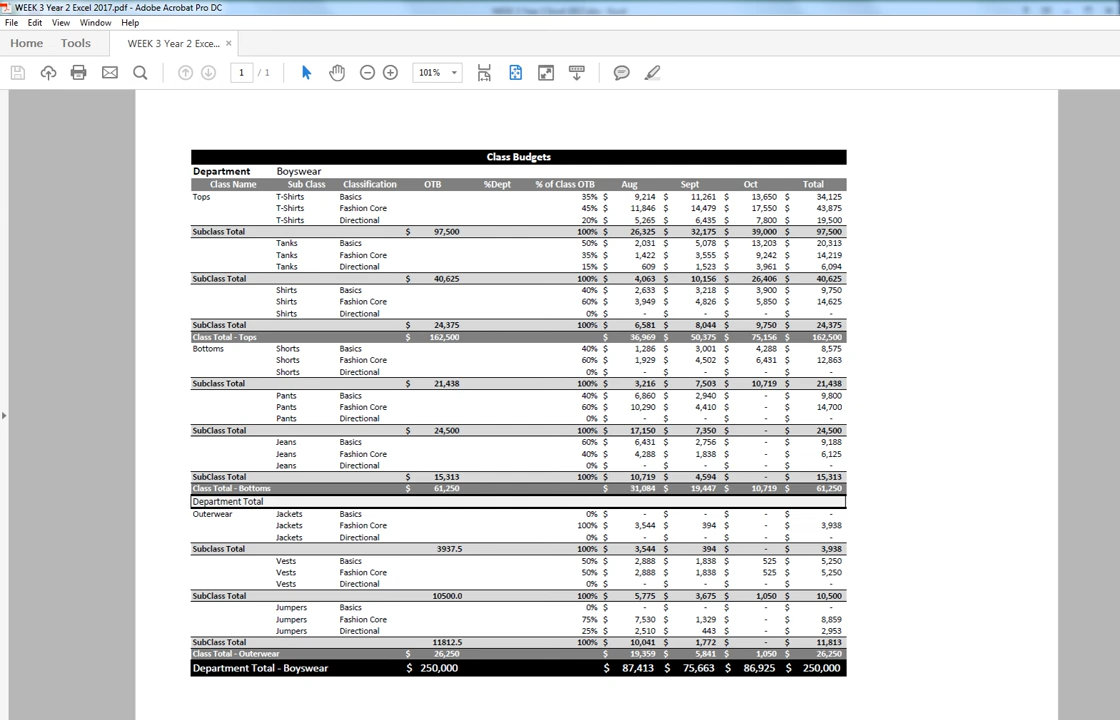 WEEK 3 Year 2 Excel 2017.pdf - Adobe Acrobat Pro DC
File Edit View Window Help
Home Tools WEEK 3 Year 2 Exce... ×
1 / 1 101%
Class Budgets
Department Boyswear
Class Name Sub Class Classification OTB %Dept % of Class OTB Aug Sept Oct Total
Tops T-Shirts Basics 35% $ 9,214 $ 11,261 $ 13,650 $ 34,125
T-Shirts Fashion Core 45% $ 11,846 $ 14,479 $ 17,550 $ 43,875
T-Shirts Directional 20% $ 5,265 $ 6,435 $ 7,800 $ 19,500
Subclass Total $ 97,500 100% $ 26,325 $ 32,175 $ 39,000 $ 97,500
Tanks Basics 50% $ 2,031 $ 5,078 $ 13,203 $ 20,313
Tanks Fashion Core 35% $ 1,422 $ 3,555 $ 9,242 $ 14,219
Tanks Directional 15% $ 609 $ 1,523 $ 3,961 $ 6,094
SubClass Total $ 40,625 100% $ 4,063 $ 10,156 $ 26,406 $ 40,625
Shirts Basics 40% $ 2,633 $ 3,218 $ 3,900 $ 9,750
Shirts Fashion Core 60% $ 3,949 $ 4,826 $ 5,850 $ 14,625
Shirts Directional 0% $ - $ - $ - $ -
SubClass Total $ 24,375 100% $ 6,581 $ 8,044 $ 9,750 $ 24,375
Class Total - Tops $ 162,500 $ 36,969 $ 50,375 $ 75,156 $ 162,500
Bottoms Shorts Basics 40% $ 1,286 $ 3,001 $ 4,288 $ 8,575
Shorts Fashion Core 60% $ 1,929 $ 4,502 $ 6,431 $ 12,863
Shorts Directional 0% $ - $ - $ - $ -
Subclass Total $ 21,438 100% $ 3,216 $ 7,503 $ 10,719 $ 21,438
Pants Basics 40% $ 6,860 $ 2,940 $ - $ 9,800
Pants Fashion Core 60% $ 10,290 $ 4,410 $ - $ 14,700
Pants Directional 0% $ - $ - $ - $ -
SubClass Total $ 24,500 100% $ 17,150 $ 7,350 $ - $ 24,500
Jeans Basics 60% $ 6,431 $ 2,756 $ - $ 9,188
Jeans Fashion Core 40% $ 4,288 $ 1,838 $ - $ 6,125
Jeans Directional 0% $ - $ - $ - $ -
SubClass Total $ 15,313 100% $ 10,719 $ 4,594 $ - $ 15,313
Class Total - Bottoms $ 61,250 $ 31,084 $ 19,447 $ 10,719 $ 61,250
Department Total
Outerwear Jackets Basics 0% $ - $ - $ - $ -
Jackets Fashion Core 100% $ 3,544 $ 394 $ - $ 3,938
Jackets Directional 0% $ - $ - $ - $ -
Subclass Total 3937.5 100% $ 3,544 $ 394 $ - $ 3,938
Vests Basics 50% $ 2,888 $ 1,838 $ 525 $ 5,250
Vests Fashion Core 50% $ 2,888 $ 1,838 $ 525 $ 5,250
Vests Directional 0% $ - $ - $ - $ -
SubClass Total 10500.0 100% $ 5,775 $ 3,675 $ 1,050 $ 10,500
Jumpers Basics 0% $ - $ - $ - $ -
Jumpers Fashion Core 75% $ 7,530 $ 1,329 $ - $ 8,859
Jumpers Directional 25% $ 2,510 $ 443 $ - $ 2,953
SubClass Total 11812.5 100% $ 10,041 $ 1,772 $ - $ 11,813
Class Total - Outerwear $ 26,250 $ 19,359 $ 5,841 $ 1,050 $ 26,250
Department Total - Boyswear $ 250,000 $ 87,413 $ 75,663 $ 86,925 $ 250,000